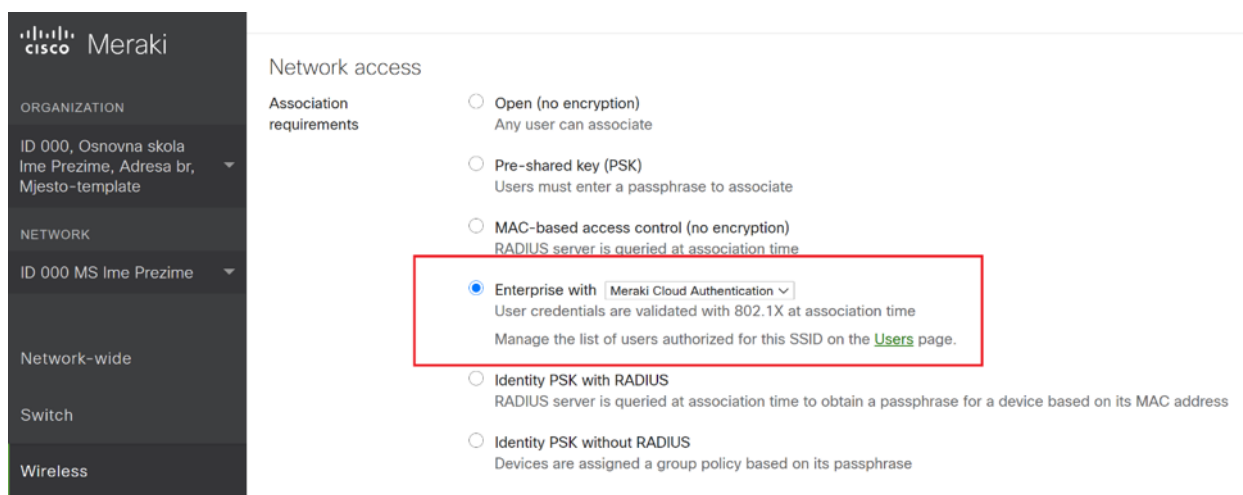 cisco Meraki
ORGANIZATION
ID 000, Osnovna skola
Ime Prezime, Adresa br,
Mjesto-template
NETWORK
ID 000 MS Ime Prezime
Network-wide
Switch
Wireless
Network access
Association
requirements
Open (no encryption)
Any user can associate
Pre-shared key (PSK)
Users must enter a passphrase to associate
MAC-based access control (no encryption)
RADIUS server is queried at association time
Enterprise with Meraki Cloud Authentication
User credentials are validated with 802.1X at association time
Manage the list of users authorized for this SSID on the Users page.
Identity PSK with RADIUS
RADIUS server is queried at association time to obtain a passphrase for a device based on its MAC address
Identity PSK without RADIUS
Devices are assigned a group policy based on its passphrase